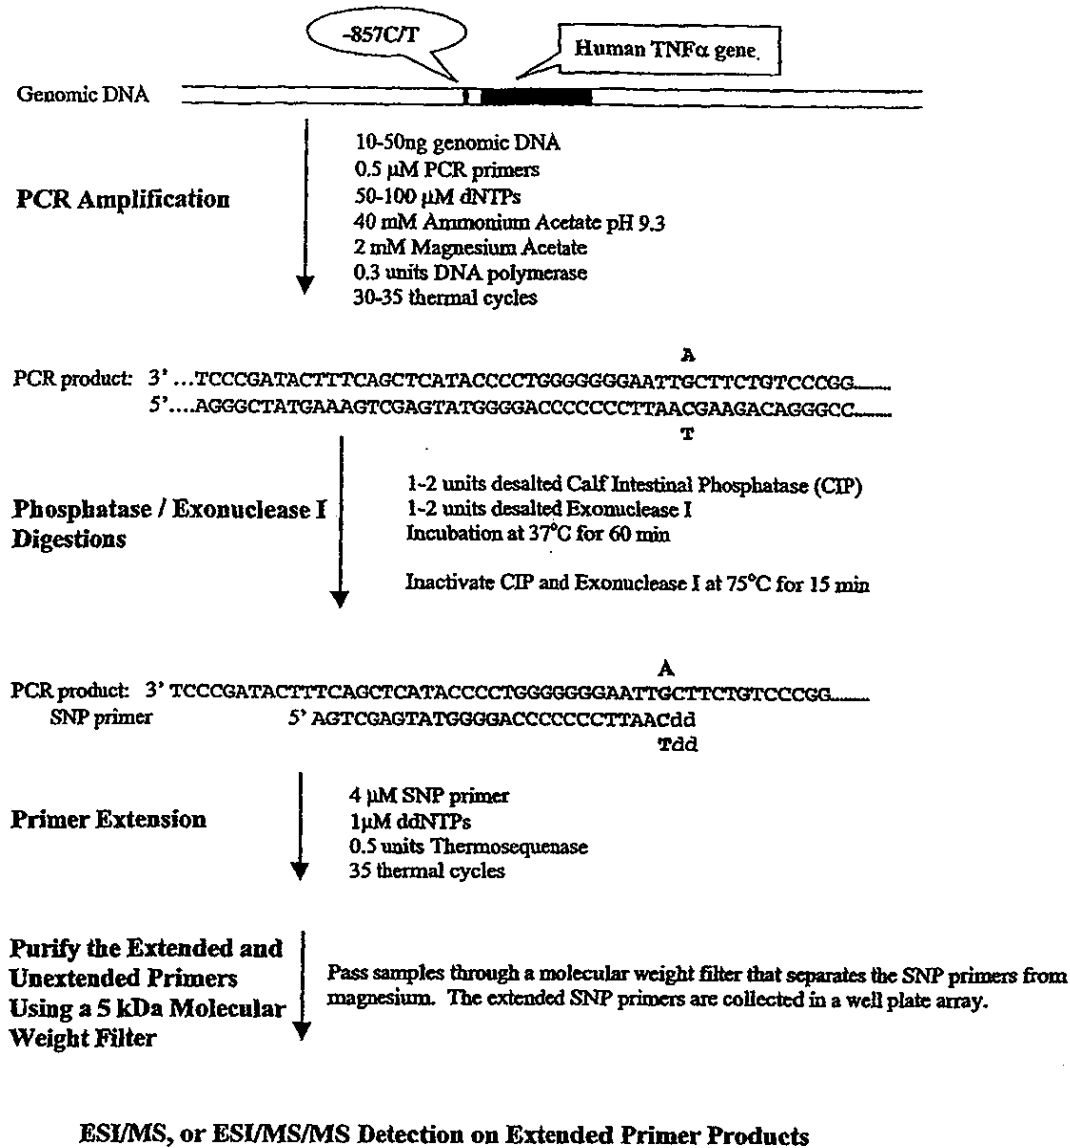 -857C/T
Human TNFα gene.
Genomic DNA
10-50ng genomic DNA
0.5 µM PCR primers
50-100 µM dNTPs
40 mM Ammonium Acetate pH 9.3
2 mM Magnesium Acetate
0.3 units DNA polymerase
30-35 thermal cycles
PCR Amplification
A
PCR product: 3' ...TCCCGATACTTTCAGCTCATACCCCTGGGGGGGAATTGCTTCTGTCCCGG.........
5'....AGGGCTATGAAAGTCGAGTATGGGGACCCCCCCTTAACGAAGACAGGGCC.........
T
1-2 units desalted Calf Intestinal Phosphatase (CIP)
1-2 units desalted Exonuclease I
Incubation at 37°C for 60 min
Inactivate CIP and Exonuclease I at 75°C for 15 min
Phosphatase / Exonuclease I
Digestions
A
PCR product: 3' TCCCGATACTTTCAGCTCATACCCCTGGGGGGGAATTGCTTCTGTCCCGG.........
SNP primer 5' AGTCGAGTATGGGGACCCCCCCTTAACdd
Tdd
4 µM SNP primer
1µM ddNTPs
0.5 units Thermosequenase
35 thermal cycles
Primer Extension
Purify the Extended and
Unextended Primers
Using a 5 kDa Molecular
Weight Filter
Pass samples through a molecular weight filter that separates the SNP primers from
magnesium. The extended SNP primers are collected in a well plate array.
ESI/MS, or ESI/MS/MS Detection on Extended Primer Products